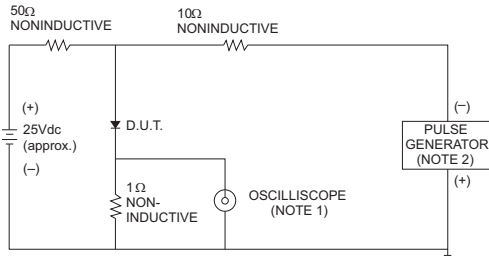 50Ω
NONINDUCTIVE
10Ω
NONINDUCTIVE
(+)
25Vdc
(approx.)
(–)
D.U.T.
1Ω
NON-
INDUCTIVE
OSCILLISCOPE
(NOTE 1)
(–)
PULSE
GENERATOR
(NOTE 2)
(+)